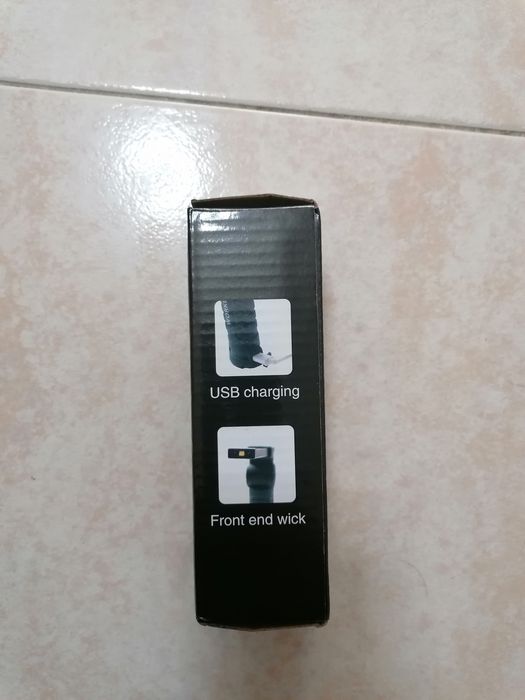 USB charging
Front end wick